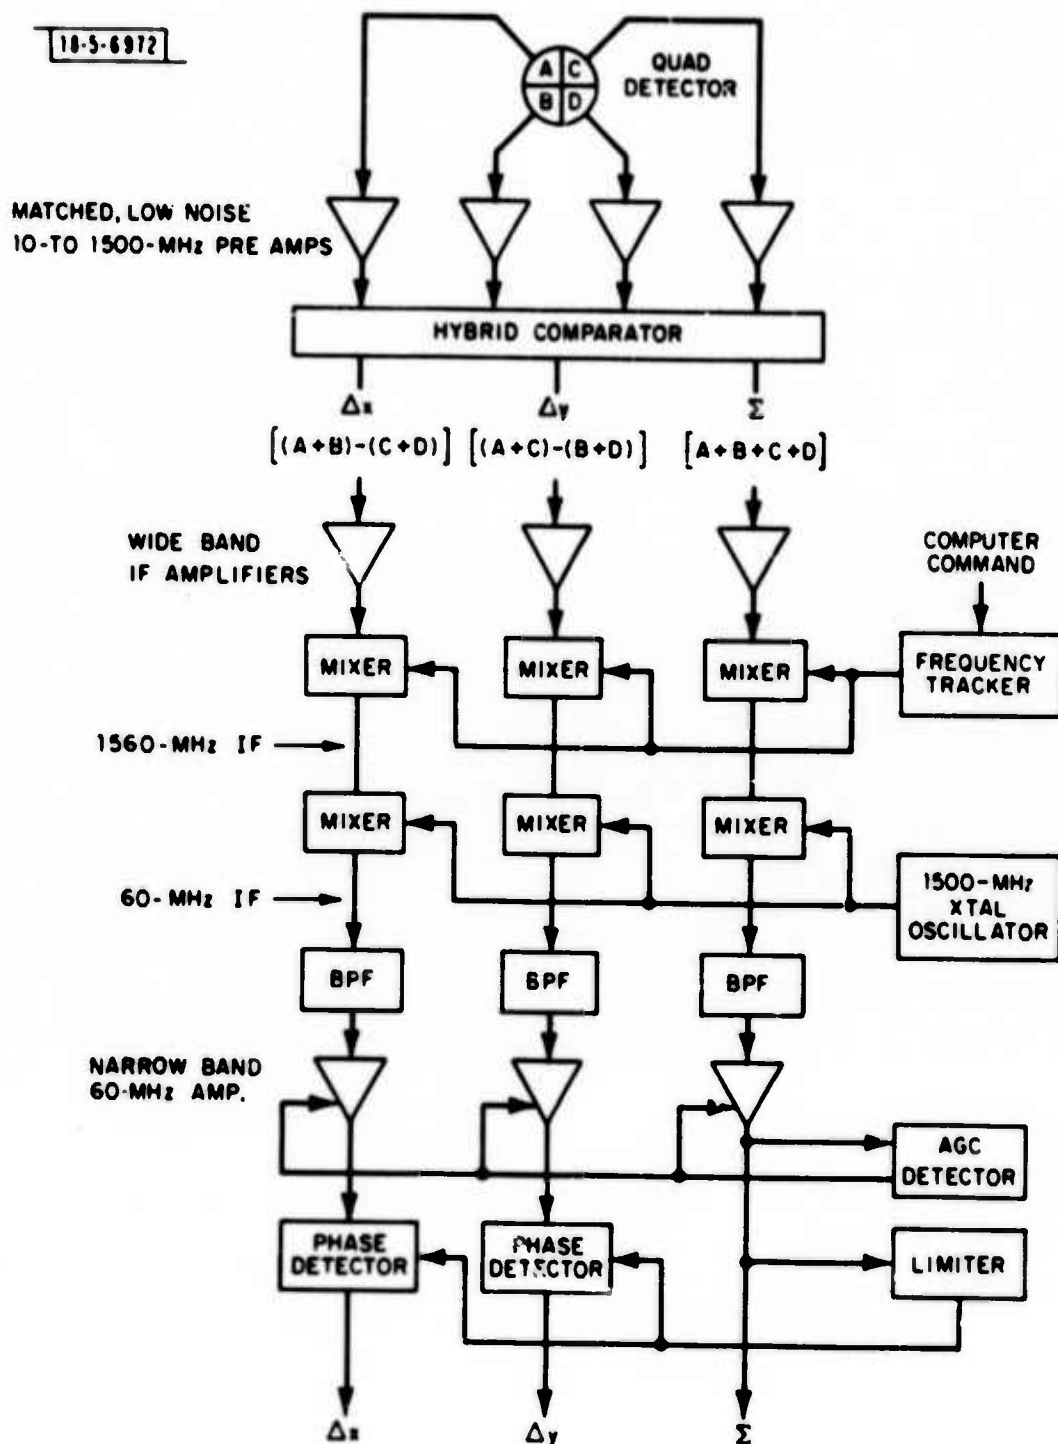 18-5-6972
A C
B D
QUAD
DETECTOR
MATCHED, LOW NOISE
10-TO 1500-MHz PRE AMPS
HYBRID COMPARATOR
Δx Δy Σ
[(A+B)-(C+D)] [(A+C)-(B+D)] [A+B+C+D]
WIDE BAND
IF AMPLIFIERS
COMPUTER
COMMAND
MIXER MIXER MIXER
FREQUENCY
TRACKER
1560-MHz IF
MIXER MIXER MIXER
60-MHz IF
1500-MHz
XTAL
OSCILLATOR
BPF BPF BPF
NARROW BAND
60-MHz AMP.
AGC
DETECTOR
PHASE
DETECTOR
PHASE
DETECTOR
LIMITER
Δx Δy Σ